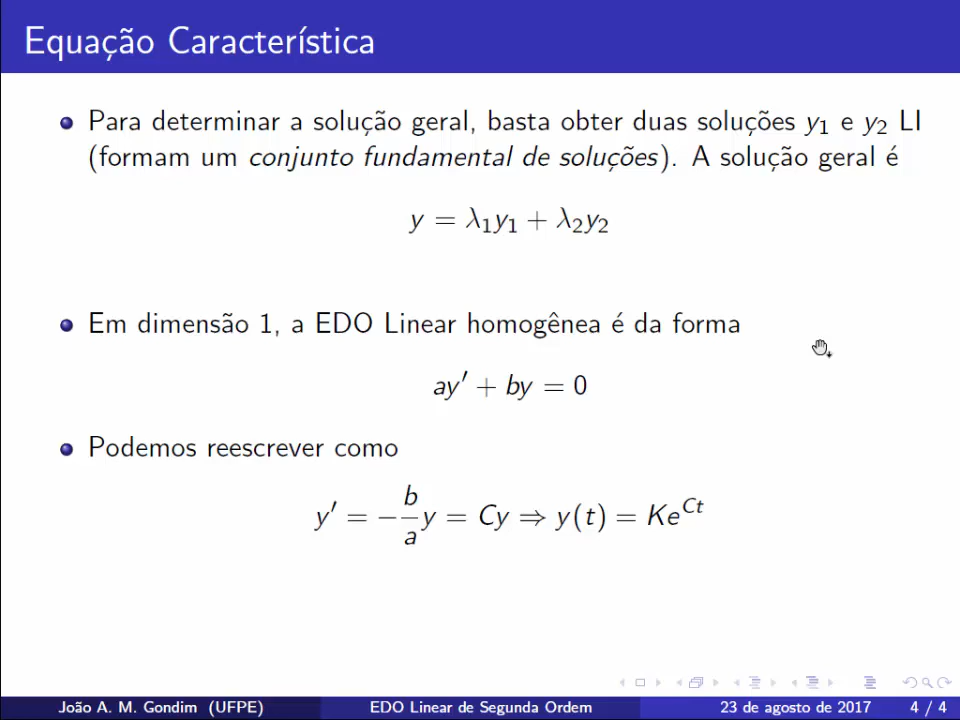 Equação Característica
Para determinar a solução geral, basta obter duas soluções y₁ e y₂ LI
(formam um conjunto fundamental de soluções). A solução geral é
y = λ₁y₁ + λ₂y₂
Em dimensão 1, a EDO Linear homogênea é da forma
ay′ + by = 0
Podemos reescrever como
y′ = −b/a y = Cy ⇒ y(t) = Ke^{Ct}
João A. M. Gondim (UFPE) EDO Linear de Segunda Ordem 23 de agosto de 2017 4 / 4